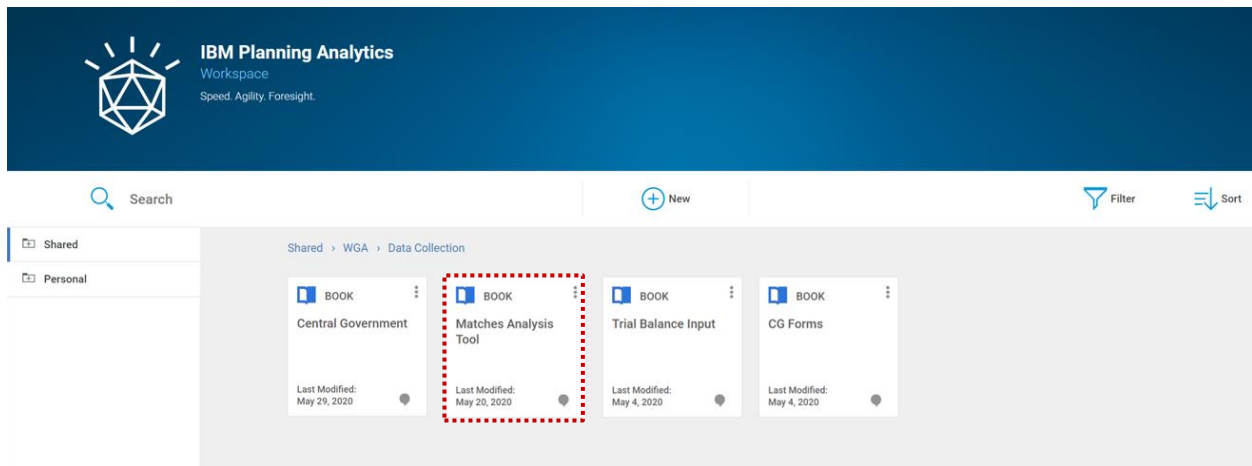 IBM Planning Analytics
Workspace
Speed. Agility. Foresight.
Search
New
Filter
Sort
Shared
Personal
Shared › WGA › Data Collection
BOOK
Central Government
Last Modified:
May 29, 2020
BOOK
Matches Analysis
Tool
Last Modified:
May 20, 2020
BOOK
Trial Balance Input
Last Modified:
May 4, 2020
BOOK
CG Forms
Last Modified:
May 4, 2020